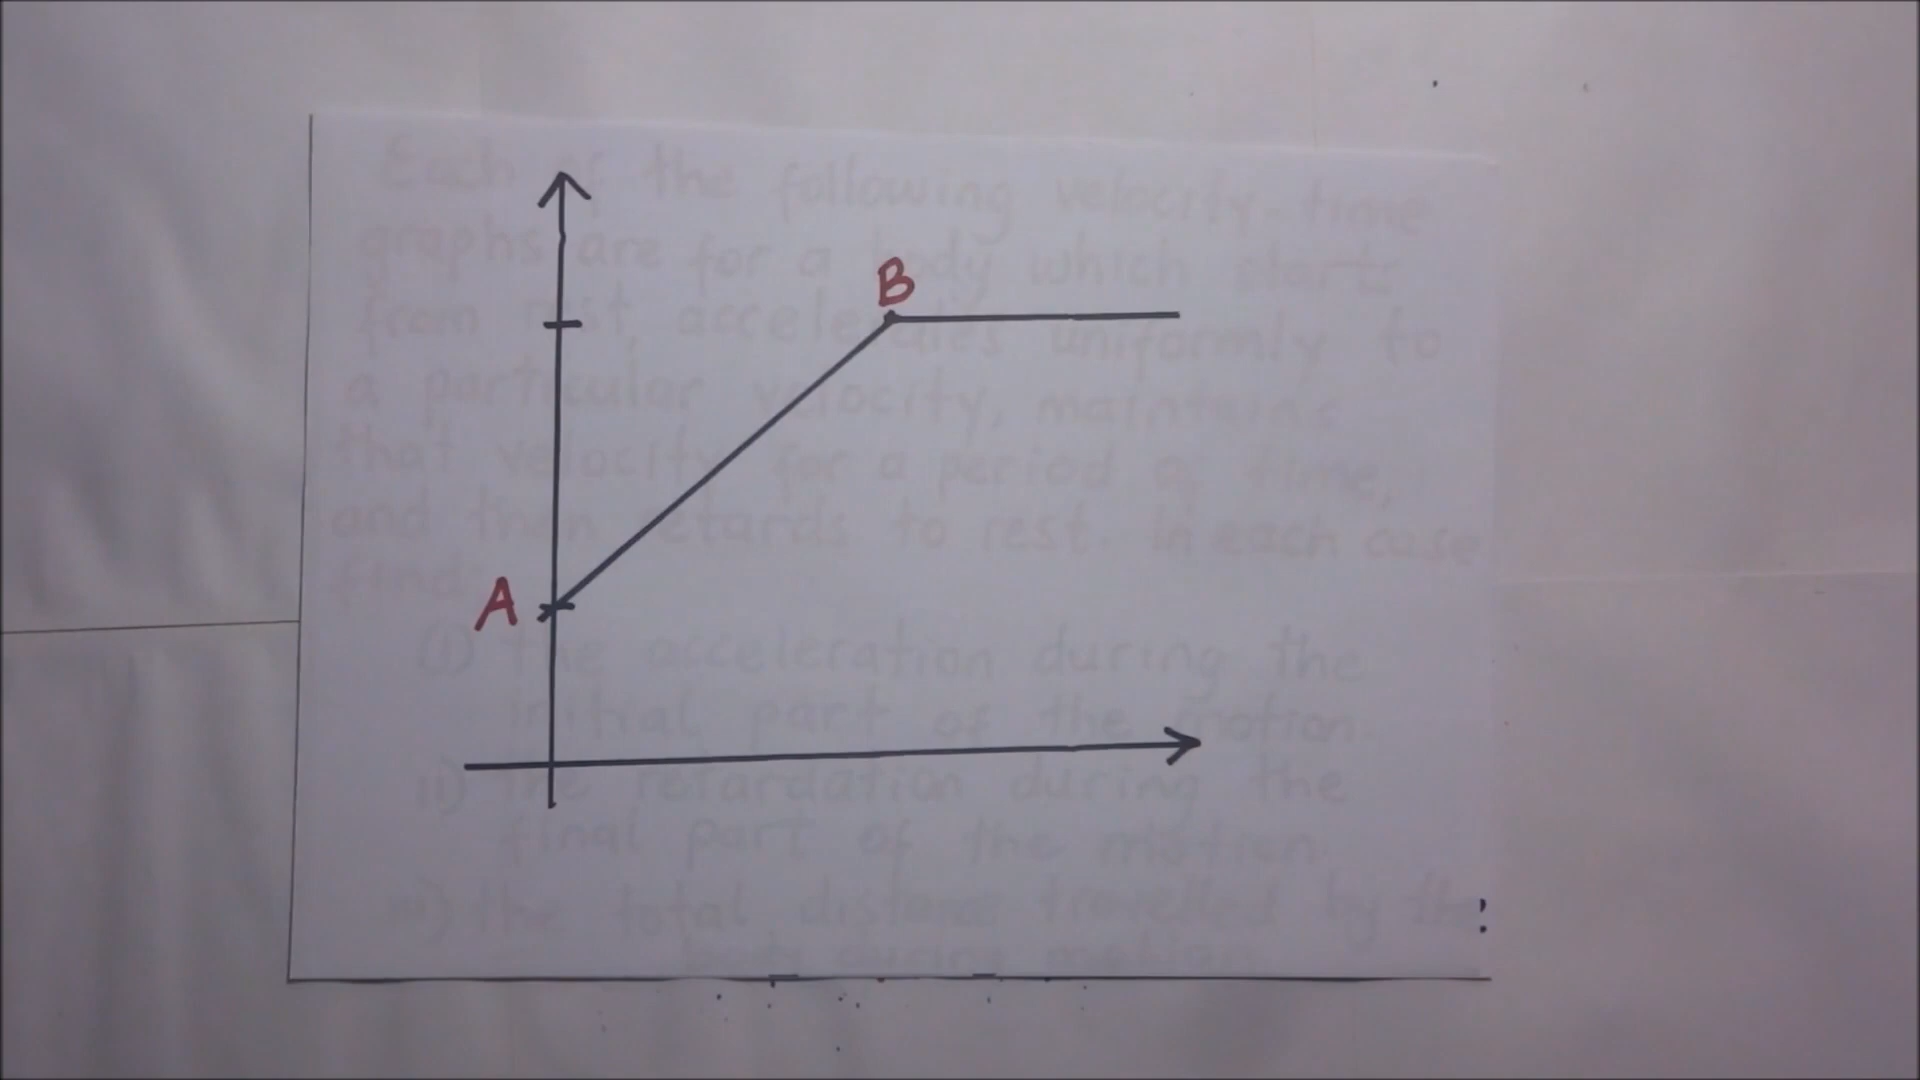 Each of the following velocity-time
graphs are for a body which starts
from rest, accelerates uniformly to
a particular velocity, maintains
that velocity for a period of time,
and then retards to rest. In each case
find:
(i) the acceleration during the
initial part of the motion.
ii) the retardation during the
final part of the motion
iii) the total distance travelled by the
body during motion.
B
A